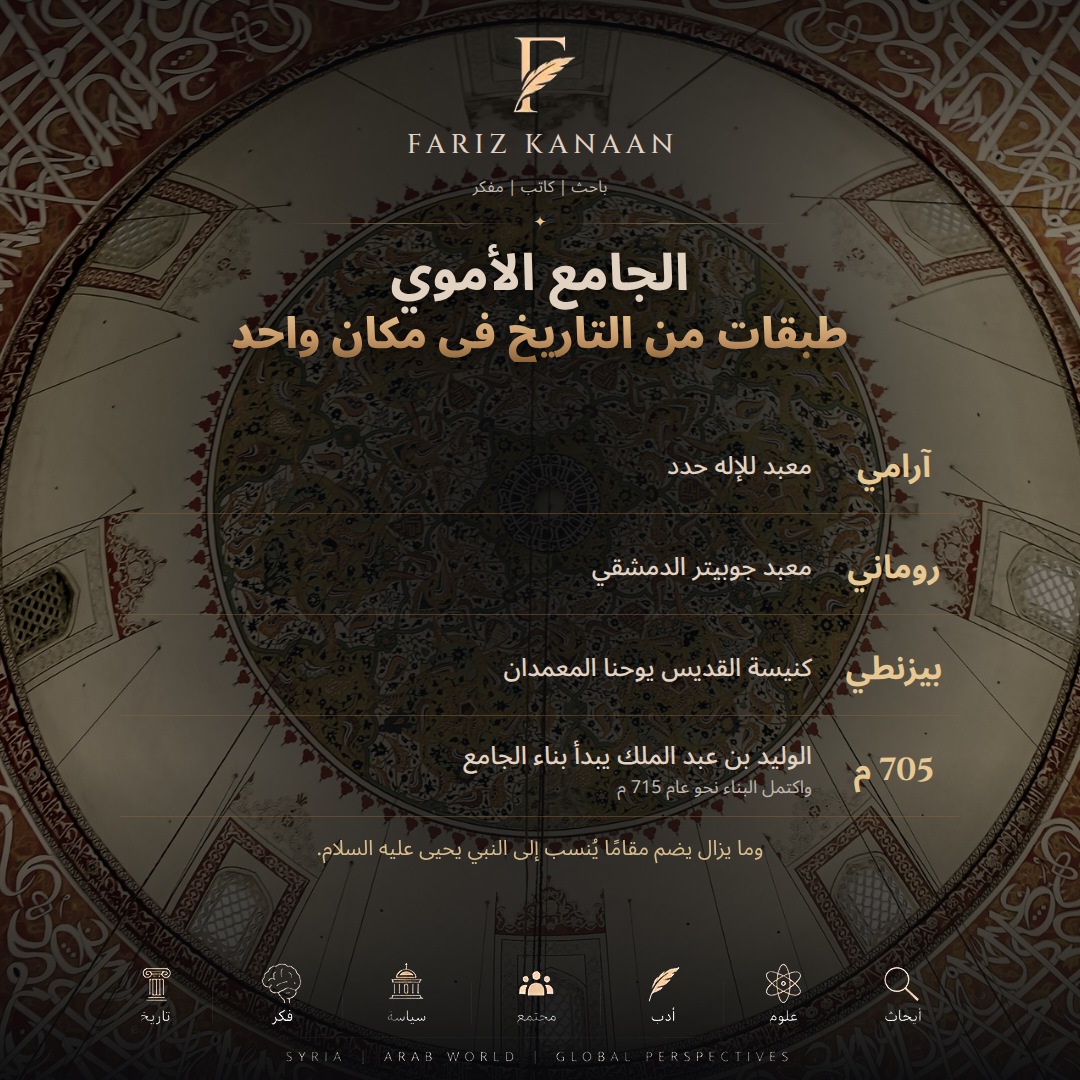 FARIZ KANAAN
باحث | كاتب | مفكر
الجامع الأموي
طبقات من التاريخ في مكان واحد
آرامي
معبد للإله حدد
روماني
معبد جوبيتر الدمشقي
بيزنطي
كنيسة القديس يوحنا المعمدان
705 م
الوليد بن عبد الملك يبدأ بناء الجامع
واكتمل البناء نحو عام 715 م
وما يزال يضم مقامًا يُنسب إلى النبي يحيى عليه السلام.
أبحاث
علوم
أدب
مجتمع
سياسة
فكر
تاريخ
SYRIA | ARAB WORLD | GLOBAL PERSPECTIVES